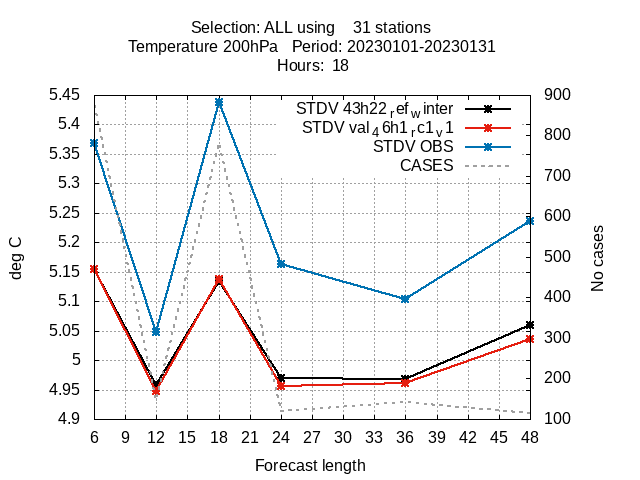 Selection: ALL using    31 stations
Temperature 200hPa   Period: 20230101-20230131
Hours:  18
STDV 43h22refwinter
STDV val46h1rc1v1
STDV OBS
CASES
5.45
5.4
5.35
5.3
5.25
5.2
5.15
5.1
5.05
5
4.95
4.9
deg C
900
800
700
600
500
400
300
200
100
No cases
6 9 12 15 18 21 24 27 30 33 36 39 42 45 48
Forecast length